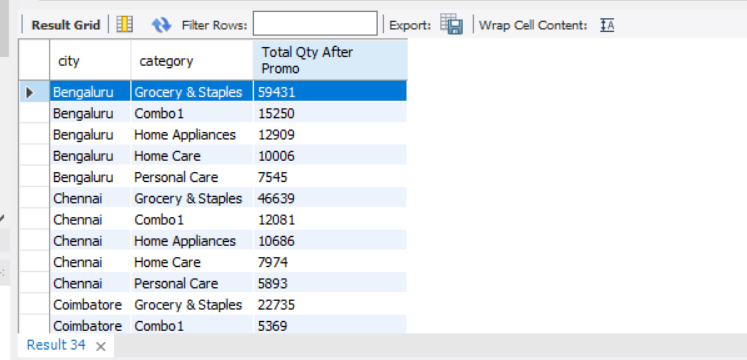 Result Grid Filter Rows: Export: Wrap Cell Content:
city category Total Qty After Promo
Bengaluru Grocery & Staples 59431
Bengaluru Combo1 15250
Bengaluru Home Appliances 12909
Bengaluru Home Care 10006
Bengaluru Personal Care 7545
Chennai Grocery & Staples 46639
Chennai Combo1 12081
Chennai Home Appliances 10686
Chennai Home Care 7974
Chennai Personal Care 5893
Coimbatore Grocery & Staples 22735
Coimbatore Combo1 5369
Result 34